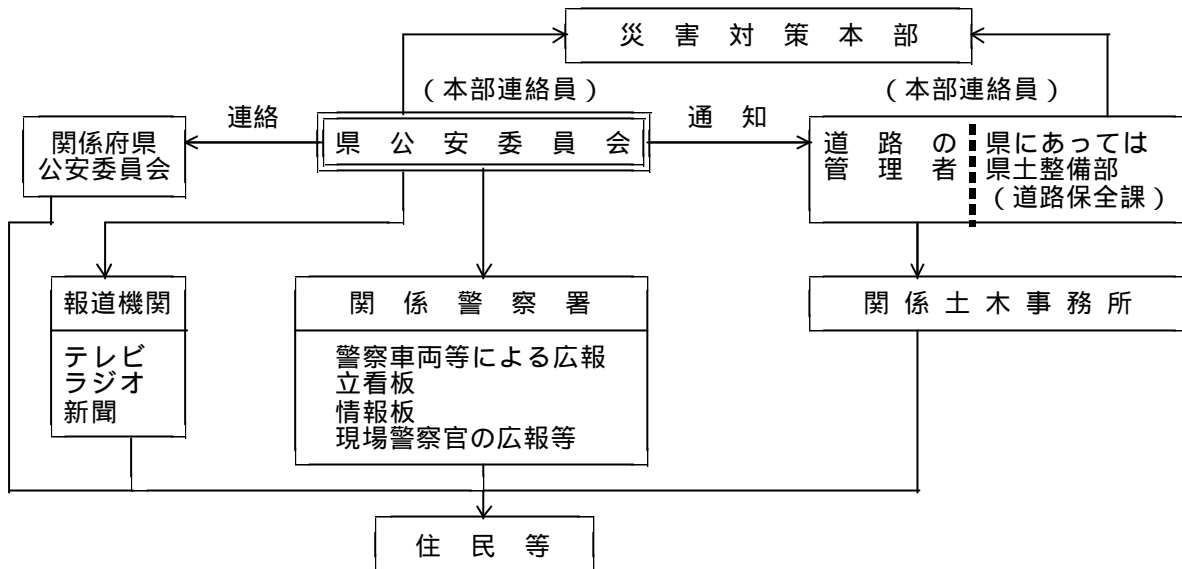 災害対策本部
（本部連絡員）
（本部連絡員）
連絡
通知
関係府県
公安委員会
県公安委員会
道路の
管理者
県にあっては
県土整備部
（道路保全課）
報道機関
テレビ
ラジオ
新聞
関係警察署
警察車両等による広報
立看板
情報板
現場警察官の広報等
関係土木事務所
住民等